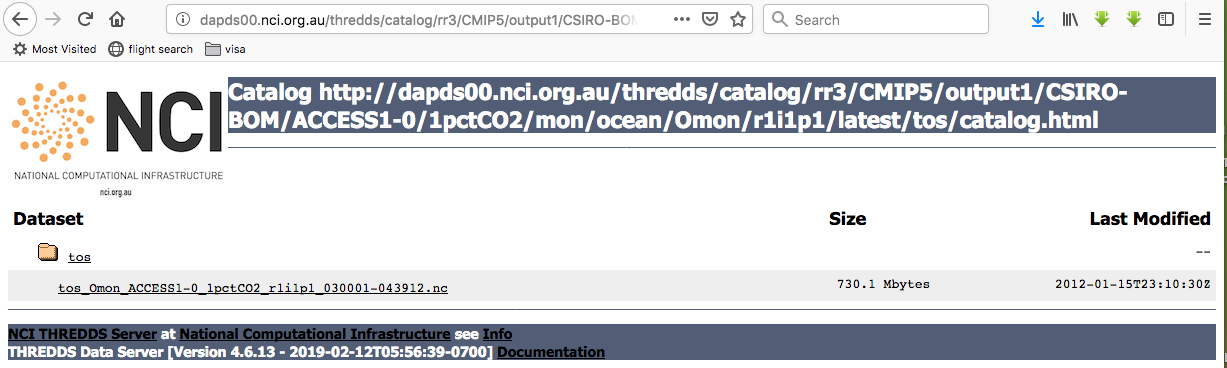 dapds00.nci.org.au/thredds/catalog/rr3/CMIP5/output1/CSIRO-BOM
Search
Most Visited flight search visa
NCI
NATIONAL COMPUTATIONAL INFRASTRUCTURE
nci.org.au
Catalog http://dapds00.nci.org.au/thredds/catalog/rr3/CMIP5/output1/CSIRO-
BOM/ACCESS1-0/1pctCO2/mon/ocean/Omon/r1i1p1/latest/tos/catalog.html
Dataset Size Last Modified
tos --
tos_Omon_ACCESS1-0_1pctCO2_r1i1p1_030001-043912.nc 730.1 Mbytes 2012-01-15T23:10:30Z
NCI THREDDS Server at National Computational Infrastructure see Info
THREDDS Data Server [Version 4.6.13 - 2019-02-12T05:56:39-0700] Documentation